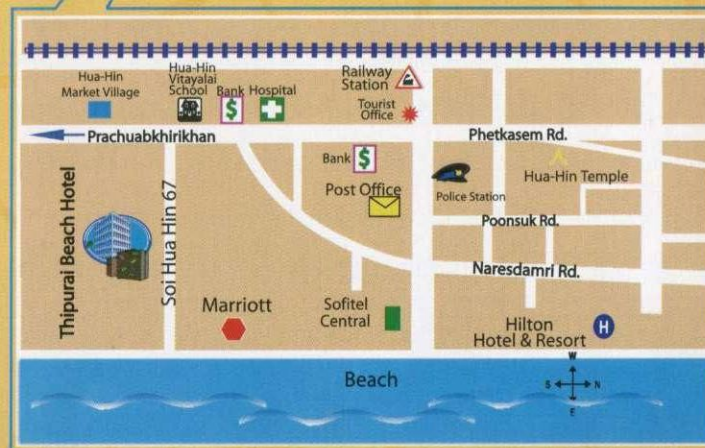 Hua-Hin
Market Village
Hua-Hin
Vitayalai
School
Bank
$
Hospital
Railway
Station
Tourist
Office
Prachuabkhirikhan
Phetkasem Rd.
Bank
$
Post Office
Police Station
Hua-Hin Temple
Poonsuk Rd.
Thipurai Beach Hotel
Soi Hua Hin 67
Naresdamri Rd.
Marriott
Sofitel
Central
Hilton
Hotel & Resort
H
Beach
W
S
N
E